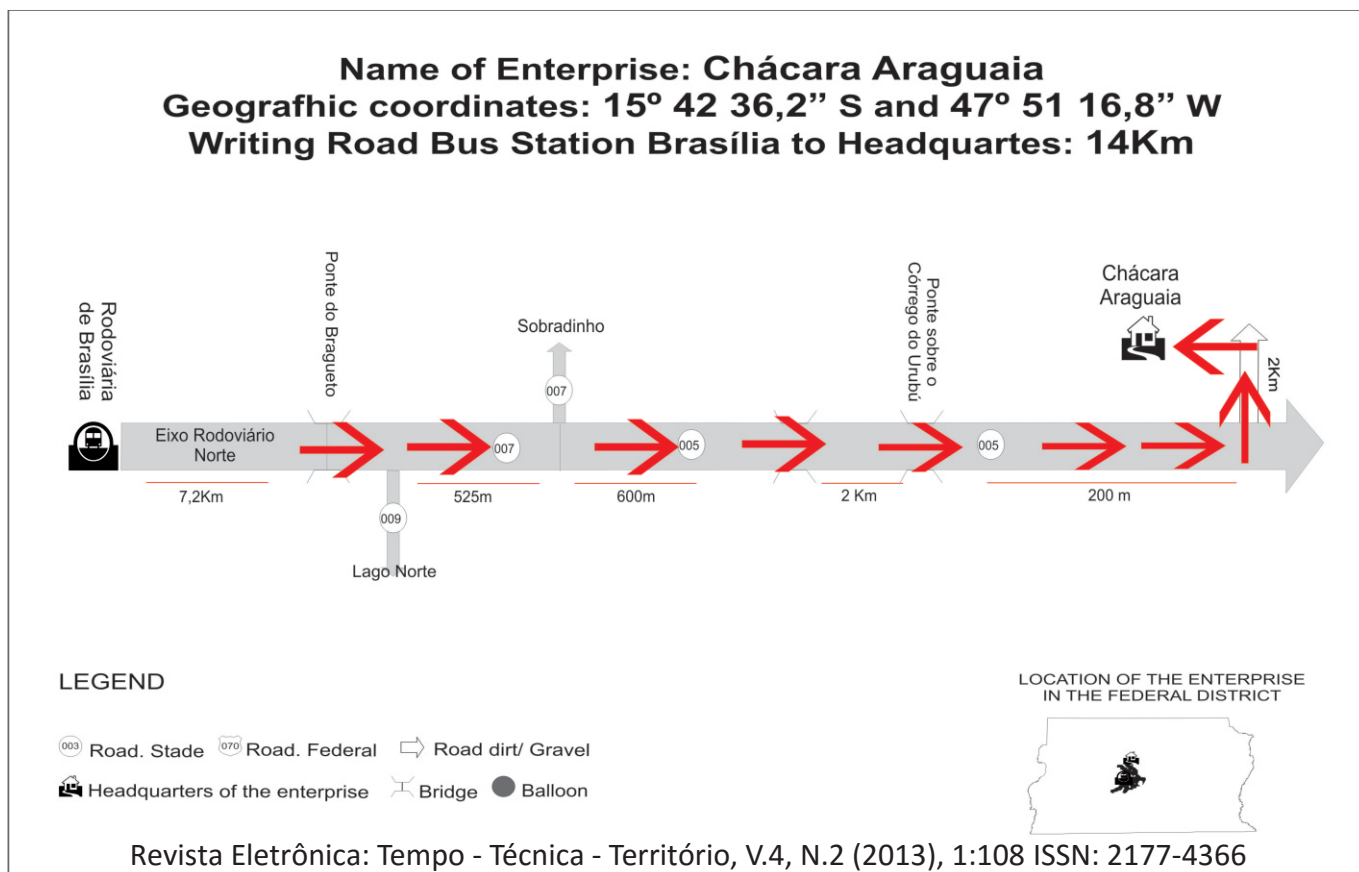 Name of Enterprise: Chácara Araguaia
Geografhic coordinates: 15º 42 36,2” S and 47º 51 16,8” W
Writing Road Bus Station Brasília to Headquartes: 14Km
Rodoviária
de Brasília
Ponte do Bragueto
Sobradinho
007
Ponte sobre o
Córrego do Urubú
Chácara
Araguaia
2Km
Eixo Rodoviário
Norte
007
005
005
7,2Km
525m
600m
2 Km
200 m
009
Lago Norte
LEGEND
003 Road. Stade 070 Road. Federal Road dirt/ Gravel
Headquarters of the enterprise Bridge Balloon
LOCATION OF THE ENTERPRISE
IN THE FEDERAL DISTRICT
Revista Eletrônica: Tempo - Técnica - Território, V.4, N.2 (2013), 1:108 ISSN: 2177-4366